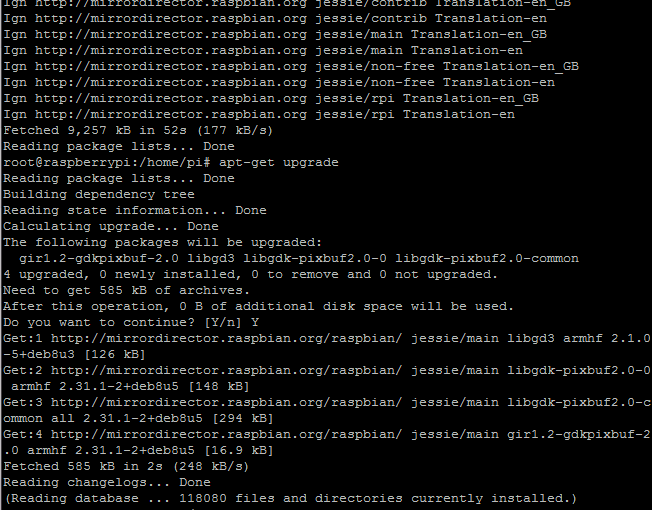 Ign http://mirrordirector.raspbian.org jessie/contrib Translation-en_GB
Ign http://mirrordirector.raspbian.org jessie/contrib Translation-en
Ign http://mirrordirector.raspbian.org jessie/main Translation-en_GB
Ign http://mirrordirector.raspbian.org jessie/main Translation-en
Ign http://mirrordirector.raspbian.org jessie/non-free Translation-en_GB
Ign http://mirrordirector.raspbian.org jessie/non-free Translation-en
Ign http://mirrordirector.raspbian.org jessie/rpi Translation-en_GB
Ign http://mirrordirector.raspbian.org jessie/rpi Translation-en
Fetched 9,257 kB in 52s (177 kB/s)
Reading package lists... Done
root@raspberrypi:/home/pi# apt-get upgrade
Reading package lists... Done
Building dependency tree
Reading state information... Done
Calculating upgrade... Done
The following packages will be upgraded:
  gir1.2-gdkpixbuf-2.0 libgd3 libgdk-pixbuf2.0-0 libgdk-pixbuf2.0-common
4 upgraded, 0 newly installed, 0 to remove and 0 not upgraded.
Need to get 585 kB of archives.
After this operation, 0 B of additional disk space will be used.
Do you want to continue? [Y/n] Y
Get:1 http://mirrordirector.raspbian.org/raspbian/ jessie/main libgd3 armhf 2.1.0
-5+deb8u3 [126 kB]
Get:2 http://mirrordirector.raspbian.org/raspbian/ jessie/main libgdk-pixbuf2.0-0
 armhf 2.31.1-2+deb8u5 [148 kB]
Get:3 http://mirrordirector.raspbian.org/raspbian/ jessie/main libgdk-pixbuf2.0-c
ommon all 2.31.1-2+deb8u5 [294 kB]
Get:4 http://mirrordirector.raspbian.org/raspbian/ jessie/main gir1.2-gdkpixbuf-2
.0 armhf 2.31.1-2+deb8u5 [16.9 kB]
Fetched 585 kB in 2s (248 kB/s)
Reading changelogs... Done
(Reading database ... 118080 files and directories currently installed.)